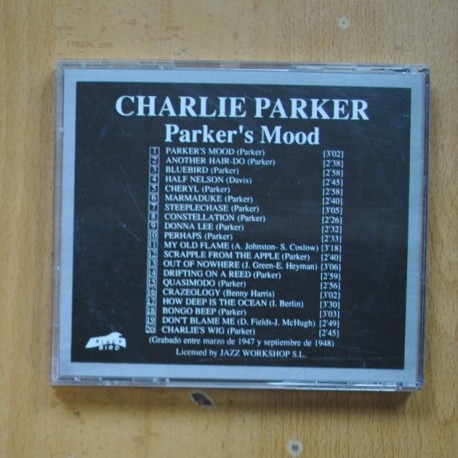 CHARLIE PARKER
Parker's Mood
1 PARKER'S MOOD (Parker) [3'02]
2 ANOTHER HAIR-DO (Parker) [2'38]
3 BLUEBIRD (Parker) [2'58]
4 HALF NELSON (Davis) [2'45]
5 CHERYL (Parker) [2'58]
6 MARMADUKE (Parker) [2'40]
7 STEEPLECHASE (Parker) [3'05]
8 CONSTELLATION (Parker) [2'26]
9 DONNA LEE (Parker) [2'32]
10 PERHAPS (Parker) [2'33]
11 MY OLD FLAME (A. Johnston- S. Coslow) [3'18]
12 SCRAPPLE FROM THE APPLE (Parker) [2'40]
13 OUT OF NOWHERE (J. Green-E. Heyman) [3'06]
14 DRIFTING ON A REED (Parker) [2'59]
15 QUASIMODO (Parker) [2'56]
16 CRAZEOLOGY (Benny Harris) [3'02]
17 HOW DEEP IS THE OCEAN (I. Berlin) [3'30]
18 BONGO BEEP (Parker) [3'03]
19 DON'T BLAME ME (D. Fields-J. McHugh) [2'49]
20 CHARLIE'S WIG (Parker) [2'45]
(Grabado entre marzo de 1947 y septiembre de 1948)
Licensed by JAZZ WORKSHOP S.L.
BLACK
BIRD